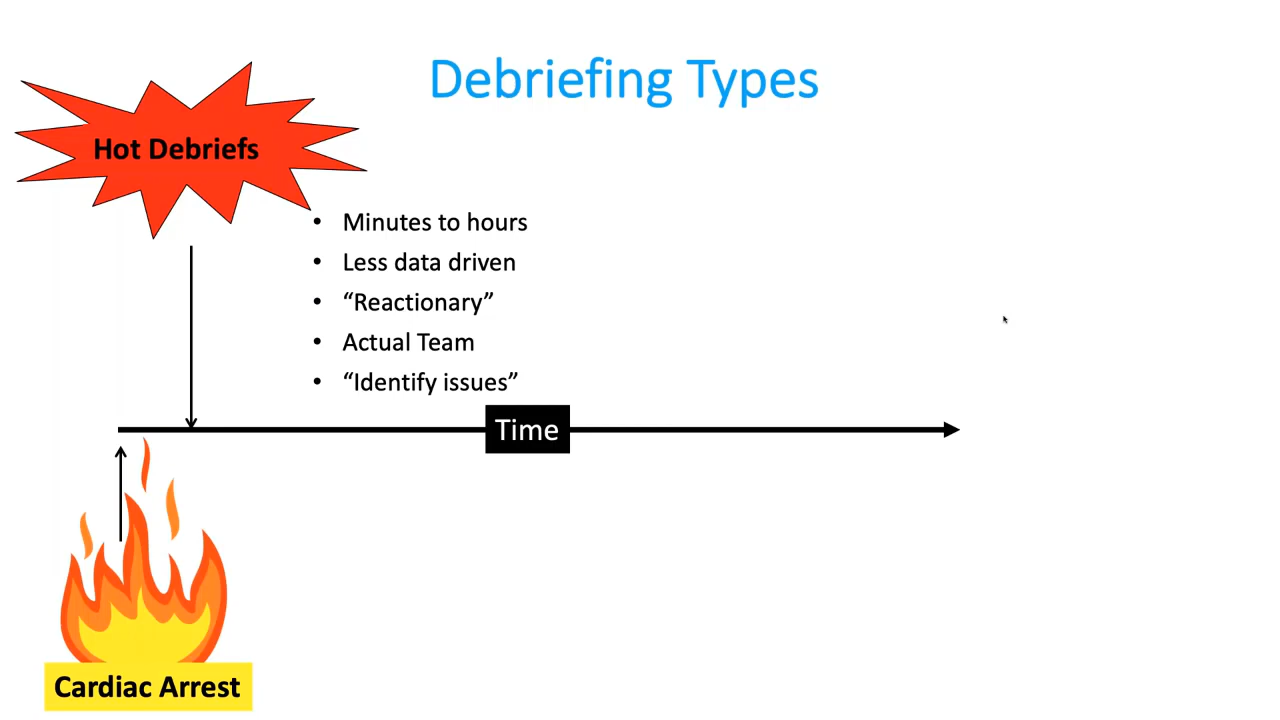 Debriefing Types
Hot Debriefs
• Minutes to hours
• Less data driven
• “Reactionary”
• Actual Team
• “Identify issues”
Time
Cardiac Arrest